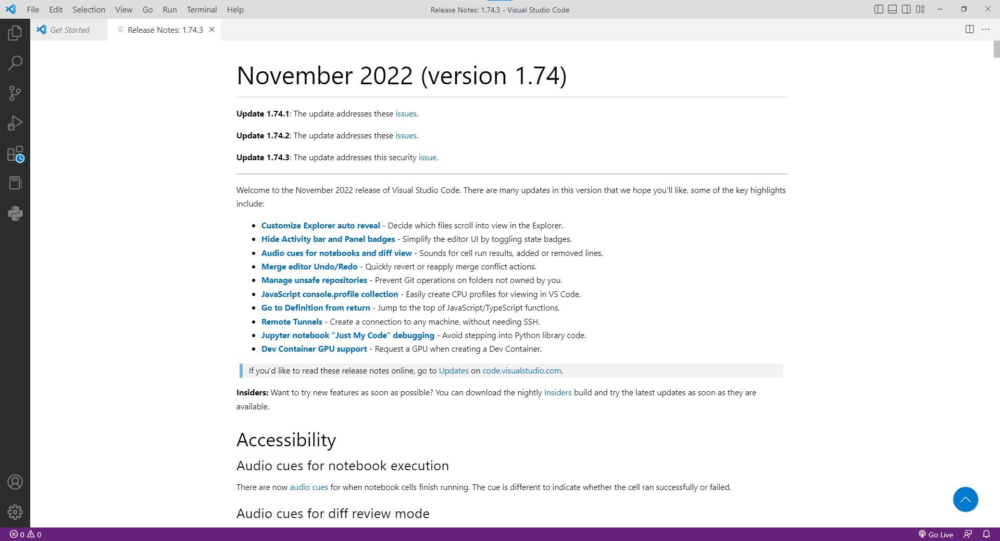 File Edit Selection View Go Run Terminal Help
Release Notes: 1.74.3 - Visual Studio Code
Get Started
Release Notes: 1.74.3
November 2022 (version 1.74)
Update 1.74.1: The update addresses these issues.
Update 1.74.2: The update addresses these issues.
Update 1.74.3: The update addresses this security issue.
Welcome to the November 2022 release of Visual Studio Code. There are many updates in this version that we hope you'll like, some of the key highlights
include:
Customize Explorer auto reveal - Decide which files scroll into view in the Explorer.
Hide Activity bar and Panel badges - Simplify the editor UI by toggling state badges.
Audio cues for notebooks and diff view - Sounds for cell run results, added or removed lines.
Merge editor Undo/Redo - Quickly revert or reapply merge conflict actions.
Manage unsafe repositories - Prevent Git operations on folders not owned by you.
JavaScript console.profile collection - Easily create CPU profiles for viewing in VS Code.
Go to Definition from return - Jump to the top of JavaScript/TypeScript functions.
Remote Tunnels - Create a connection to any machine, without needing SSH.
Jupyter notebook "Just My Code" debugging - Avoid stepping into Python library code.
Dev Container GPU support - Request a GPU when creating a Dev Container.
If you'd like to read these release notes online, go to Updates on code.visualstudio.com.
Insiders: Want to try new features as soon as possible? You can download the nightly Insiders build and try the latest updates as soon as they are
available.
Accessibility
Audio cues for notebook execution
There are now audio cues for when notebook cells finish running. The cue is different to indicate whether the cell ran successfully or failed.
Audio cues for diff review mode
0 0
Go Live